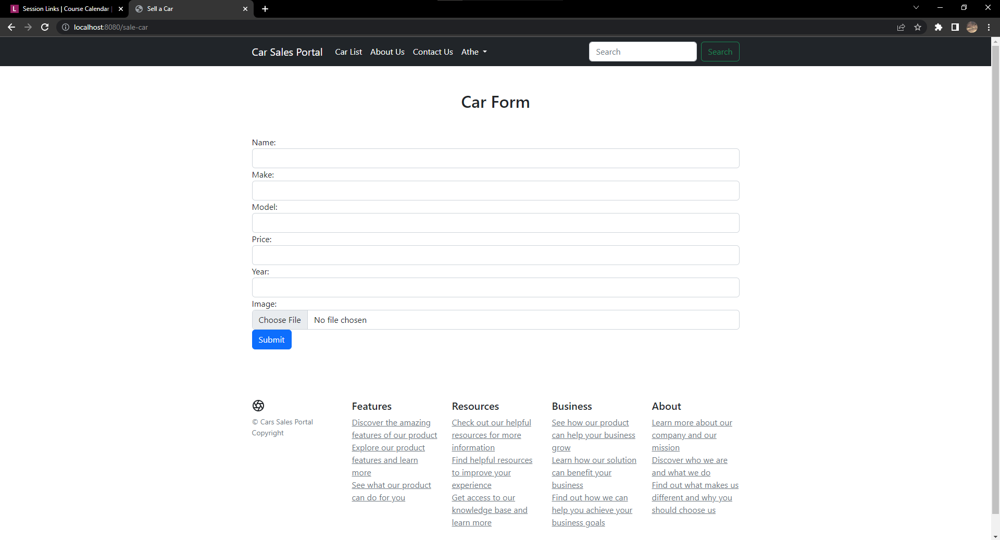 L Session Links | Course Calendar |
Sell a Car
localhost:8080/sale-car
Car Sales Portal Car List About Us Contact Us Athe Search Search
Car Form
Name:
Make:
Model:
Price:
Year:
Image:
Choose File No file chosen
Submit
© Cars Sales Portal
Copyright
Features
Discover the amazing
features of our product
Explore our product
features and learn
more
See what our product
can do for you
Resources
Check out our helpful
resources for more
information
Find helpful resources
to improve your
experience
Get access to our
knowledge base and
learn more
Business
See how our product
can help your business
grow
Learn how our solution
can benefit your
business
Find out how we can
help you achieve your
business goals
About
Learn more about our
company and our
mission
Discover who we are
and what we do
Find out what makes us
different and why you
should choose us